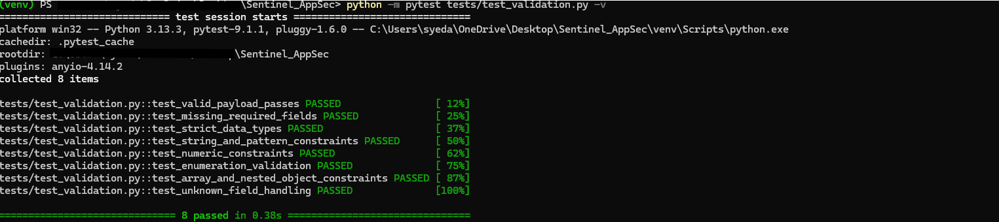 (venv) PS \Sentinel_AppSec> python -m pytest tests/test_validation.py -v
============================= test session starts ==============================
platform win32 -- Python 3.13.3, pytest-9.1.1, pluggy-1.6.0 -- C:\Users\syeda\OneDrive\Desktop\Sentinel_AppSec\venv\Scripts\python.exe
cachedir: .pytest_cache
rootdir: \Sentinel_AppSec
plugins: anyio-4.14.2
collected 8 items
tests/test_validation.py::test_valid_payload_passes PASSED [ 12%]
tests/test_validation.py::test_missing_required_fields PASSED [ 25%]
tests/test_validation.py::test_strict_data_types PASSED [ 37%]
tests/test_validation.py::test_string_and_pattern_constraints PASSED [ 50%]
tests/test_validation.py::test_numeric_constraints PASSED [ 62%]
tests/test_validation.py::test_enumeration_validation PASSED [ 75%]
tests/test_validation.py::test_array_and_nested_object_constraints PASSED [ 87%]
tests/test_validation.py::test_unknown_field_handling PASSED [100%]
============================== 8 passed in 0.38s ===============================